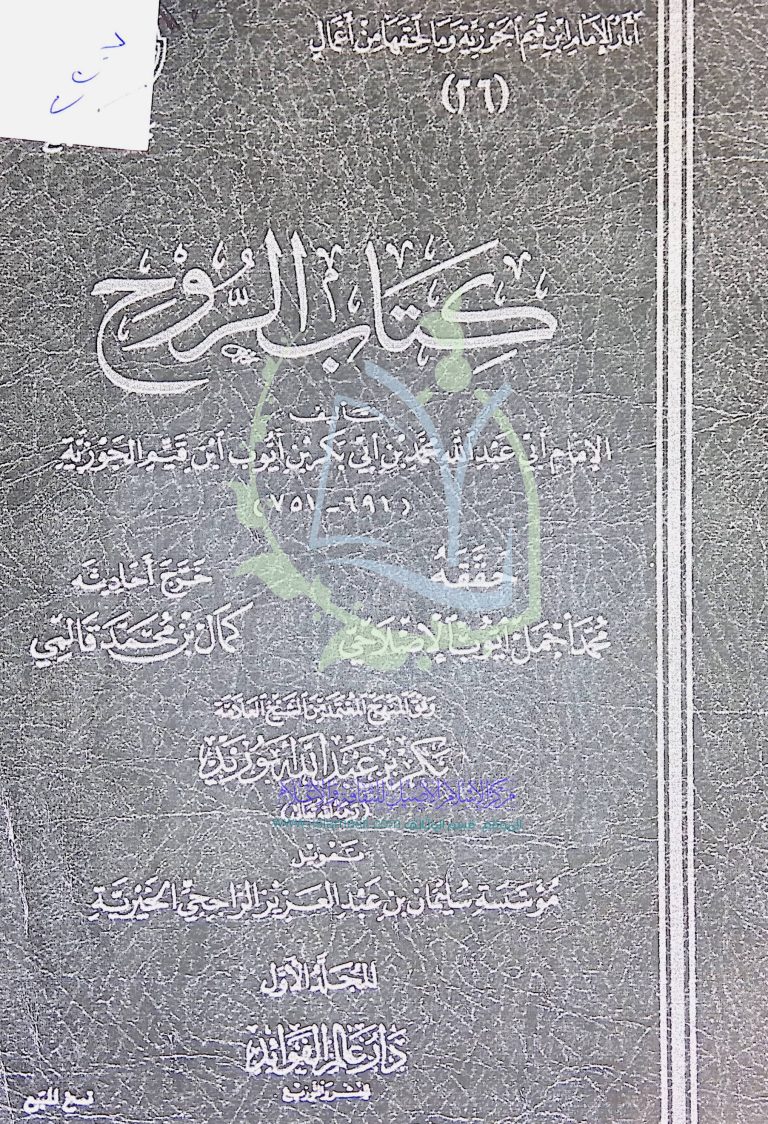 آثار الإمام ابن قيم الجوزية وما لحقها من أعمال
(٢٦)
كتاب الروح
تأليف
الإمام أبي عبد الله محمد بن أبي بكر بن أيوب ابن قيم الجوزية
(٦٩١ - ٧٥١)
حققه
محمد أجمل أيوب الإصلاحي
خرج أحاديثه
كمال بن محمد قالمي
وفق المنهج المعتمد من الشيخ العلامة
بكر بن عبد الله أبو زيد
(رحمه الله تعالى)
تمويل
مؤسسة سليمان بن عبد العزيز الراجحي الخيرية
المجلد الأول
دار عالم الفوائد
للنشر والتوزيع